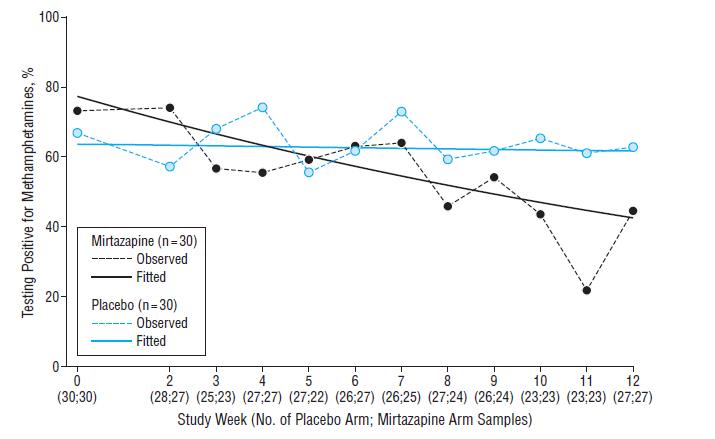 Testing Positive for Methamphetamines, %
100
80
60
40
20
0
Mirtazapine (n=30)
Observed
Fitted
Placebo (n=30)
Observed
Fitted
0 2 3 4 5 6 7 8 9 10 11 12
(30;30) (28;27) (25;23) (27;27) (27;22) (26;27) (26;25) (27;24) (26;24) (23;23) (23;23) (27;27)
Study Week (No. of Placebo Arm; Mirtazapine Arm Samples)